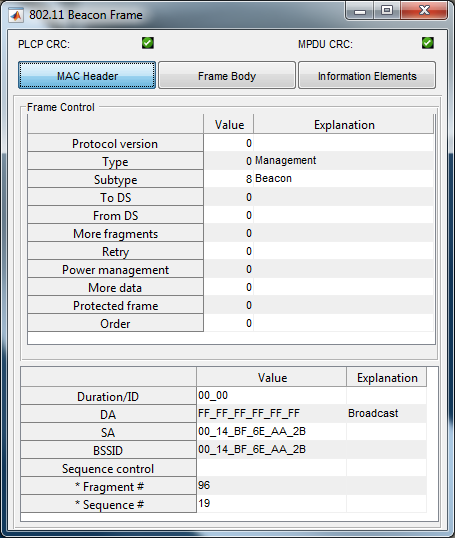 802.11 Beacon Frame
PLCP CRC: MPDU CRC:
MAC Header Frame Body Information Elements
Frame Control
Value Explanation
Protocol version 0
Type 0 Management
Subtype 8 Beacon
To DS 0
From DS 0
More fragments 0
Retry 0
Power management 0
More data 0
Protected frame 0
Order 0
Value Explanation
Duration/ID 00_00
DA FF_FF_FF_FF_FF_FF Broadcast
SA 00_14_BF_6E_AA_2B
BSSID 00_14_BF_6E_AA_2B
Sequence control
* Fragment # 96
* Sequence # 19